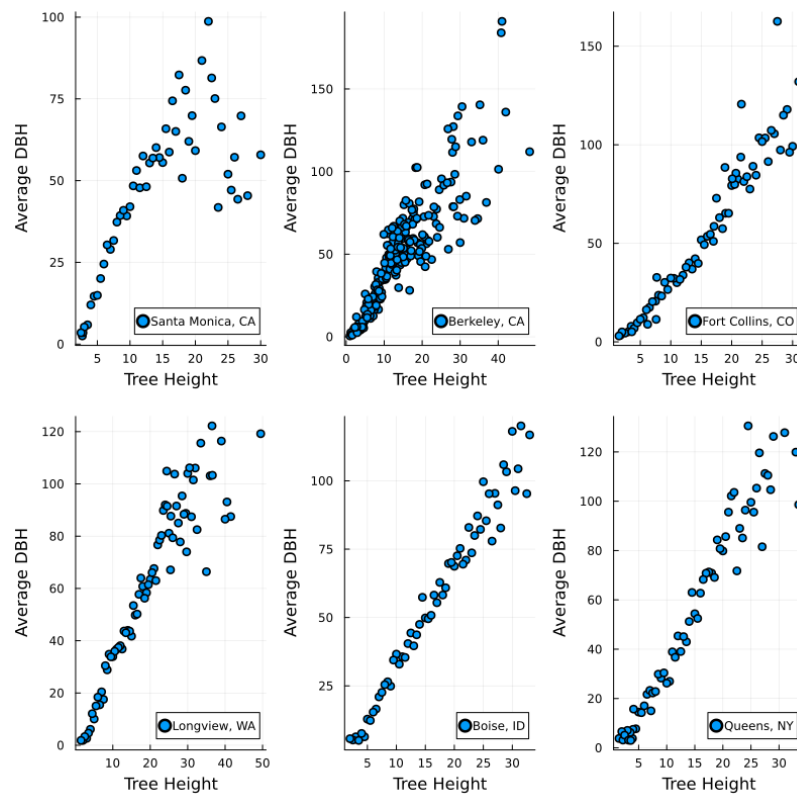 100
75
50
25
0
5 10 15 20 25 30
Average DBH
Tree Height
Santa Monica, CA
150
100
50
0
0 10 20 30 40
Average DBH
Tree Height
Berkeley, CA
150
100
50
0
0 10 20 30
Average DBH
Tree Height
Fort Collins, CO
120
100
80
60
40
20
0
10 20 30 40 50
Average DBH
Tree Height
Longview, WA
100
75
50
25
5 10 15 20 25 30
Average DBH
Tree Height
Boise, ID
120
100
80
60
40
20
0
5 10 15 20 25 30
Average DBH
Tree Height
Queens, NY